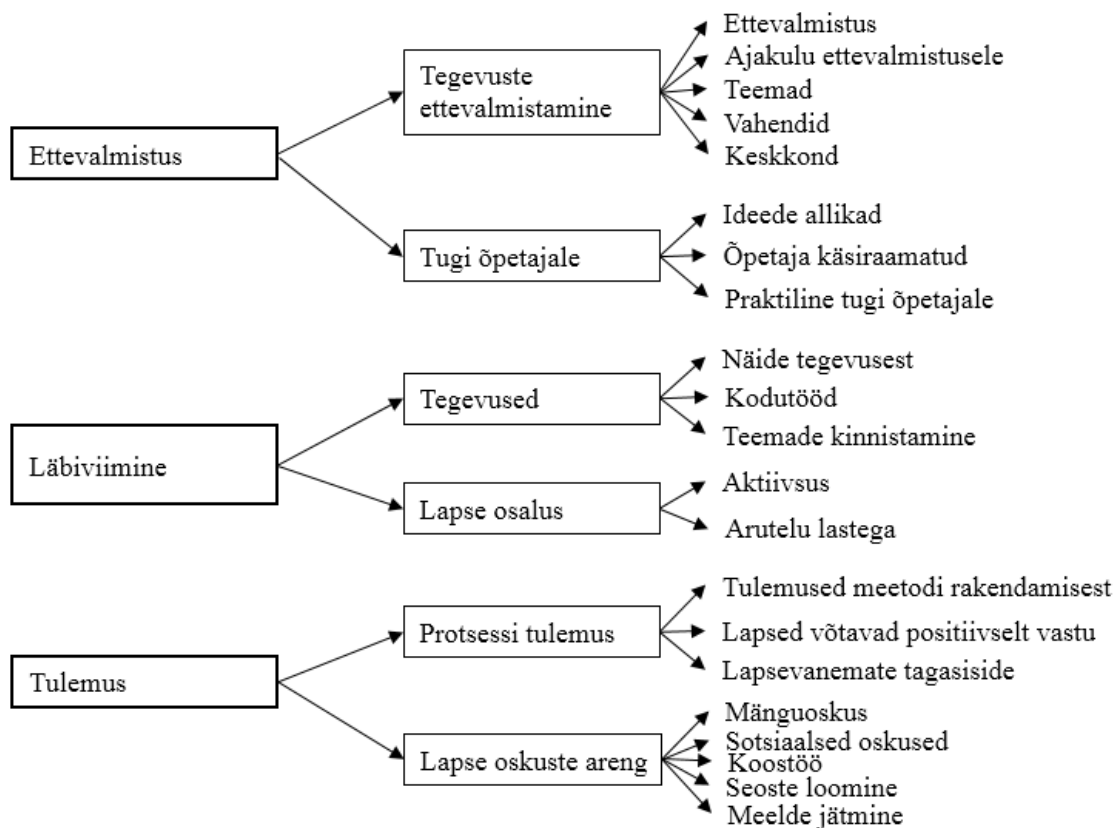 Ettevalmistus
Tegevuste
ettevalmistamine
Ettevalmistus
Ajakulu ettevalmistusele
Teemad
Vahendid
Keskkond
Tugi õpetajale
Ideede allikad
Õpetaja käsiraamatud
Praktiline tugi õpetajale
Läbiviimine
Tegevused
Näide tegevusest
Kodutööd
Teemade kinnistamine
Lapse osalus
Aktiivsus
Arutelu lastega
Tulemus
Protsessi tulemus
Tulemused meetodi rakendamisest
Lapsed võtavad positiivselt vastu
Lapsevanemate tagasiside
Lapse oskuste areng
Mänguoskus
Sotsiaalsed oskused
Koostöö
Seoste loomine
Meelde jätmine